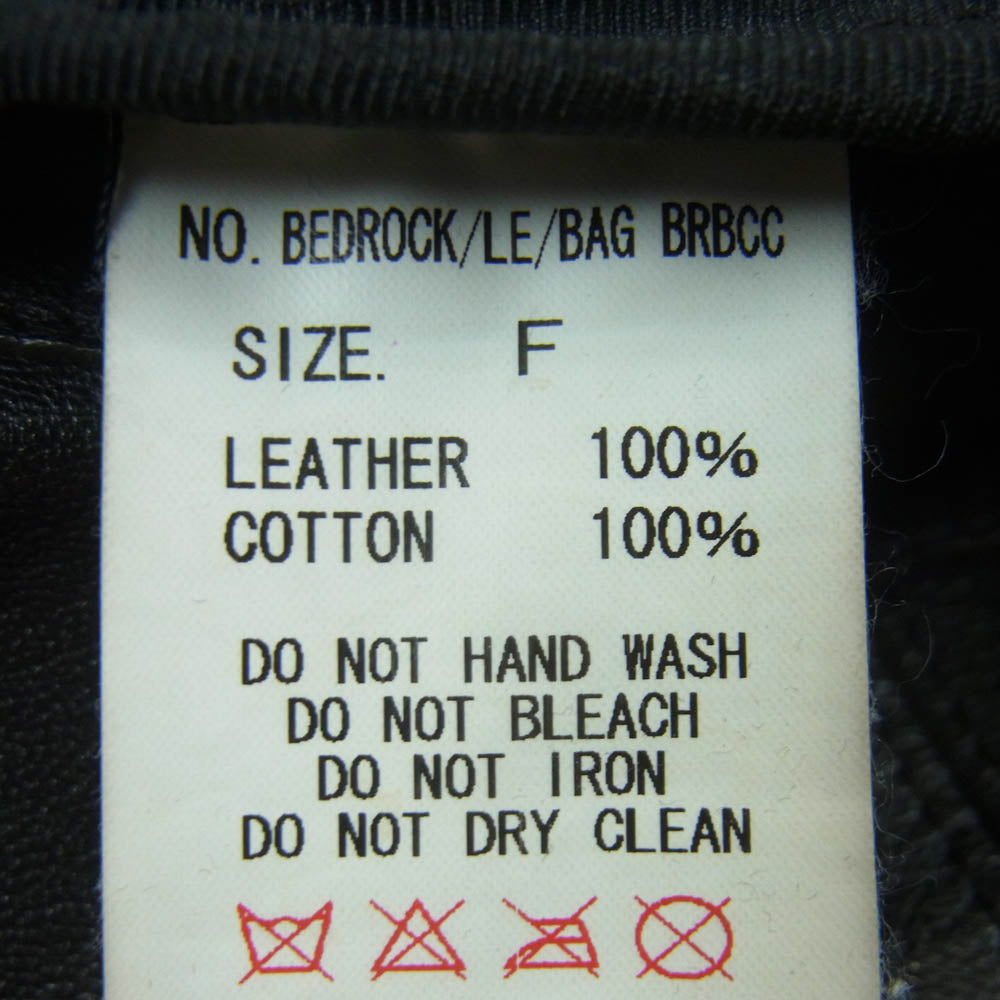 NO. BEDROCK/LE/BAG BRBCC
SIZE. F
LEATHER 100%
COTTON 100%
DO NOT HAND WASH
DO NOT BLEACH
DO NOT IRON
DO NOT DRY CLEAN